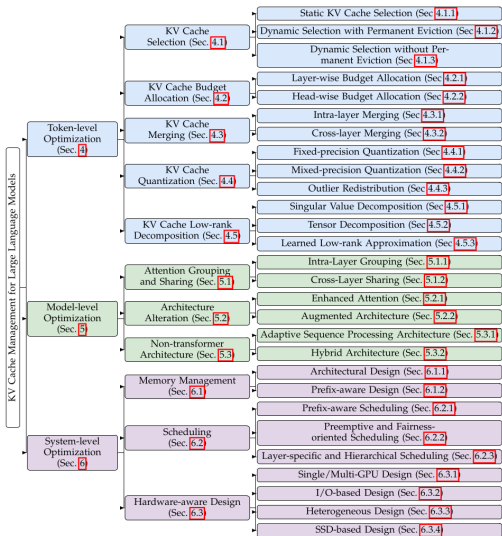 KV Cache Management for Large Language Models
Token-level
Optimization
(Sec. 4)
KV Cache
Selection (Sec. 4.1)
Static KV Cache Selection (Sec 4.1.1)
Dynamic Selection with Permanent Eviction (Sec. 4.1.2)
Dynamic Selection without Per-
manent Eviction (Sec 4.1.3)
KV Cache Budget
Allocation (Sec. 4.2)
Layer-wise Budget Allocation (Sec. 4.2.1)
Head-wise Budget Allocation (Sec. 4.2.2)
KV Cache
Merging (Sec. 4.3)
Intra-layer Merging (Sec. 4.3.1)
Cross-layer Merging (Sec. 4.3.2)
KV Cache
Quantization (Sec. 4.4)
Fixed-precision Quantization (Sec. 4.4.1)
Mixed-precision Quantization (Sec. 4.4.2)
Outlier Redistribution (Sec. 4.4.3)
KV Cache Low-rank
Decomposition (Sec. 4.5)
Singular Value Decomposition (Sec. 4.5.1)
Tensor Decomposition (Sec. 4.5.2)
Learned Low-rank Approximation (Sec. 4.5.3)
Model-level
Optimization
(Sec. 5)
Attention Grouping
and Sharing (Sec. 5.1)
Intra-Layer Grouping (Sec. 5.1.1)
Cross-Layer Sharing (Sec. 5.1.2)
Architecture
Alteration (Sec. 5.2)
Enhanced Attention (Sec. 5.2.1)
Augmented Architecture (Sec. 5.2.2)
Non-transformer
Architecture (Sec. 5.3)
Adaptive Sequence Processing Architecture (Sec. 5.3.1)
Hybrid Architecture (Sec. 5.3.2)
System-level
Optimization
(Sec. 6)
Memory Management
(Sec. 6.1)
Architectural Design (Sec. 6.1.1)
Prefix-aware Design (Sec. 6.1.2)
Scheduling
(Sec. 6.2)
Prefix-aware Scheduling (Sec. 6.2.1)
Preemptive and Fairness-
oriented Scheduling (Sec. 6.2.2)
Layer-specific and Hierarchical Scheduling (Sec. 6.2.3)
Hardware-aware Design
(Sec. 6.3)
Single/Multi-GPU Design (Sec. 6.3.1)
I/O-based Design (Sec. 6.3.2)
Heterogeneous Design (Sec. 6.3.3)
SSD-based Design (Sec. 6.3.4)